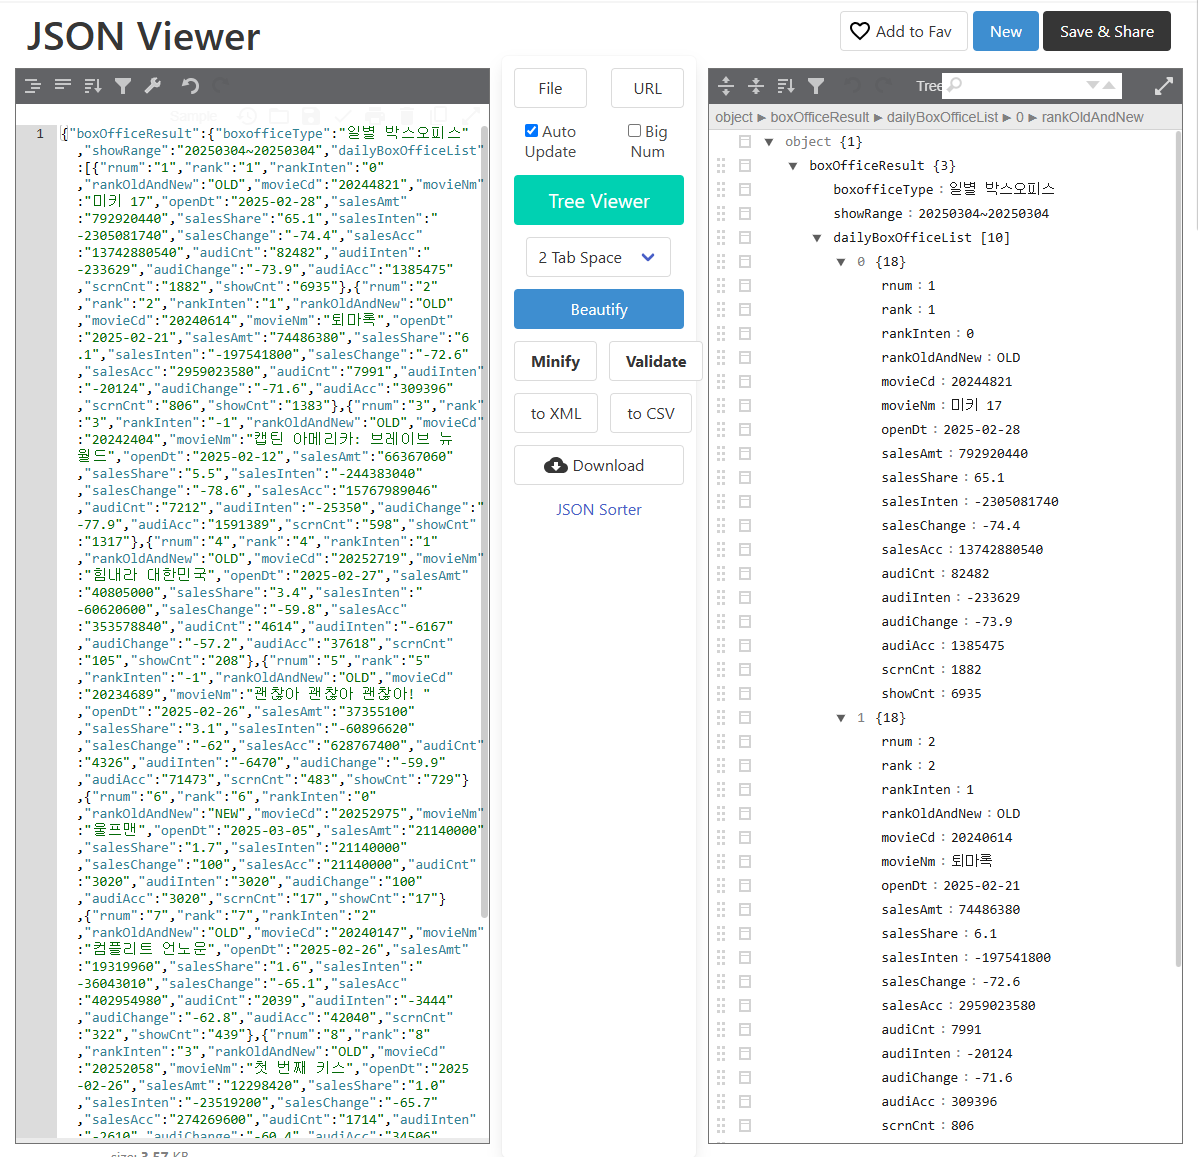 JSON Viewer
Add to Fav
New
Save & Share
Sample
1
{"boxOfficeResult":{"boxofficeType":"일별 박스오피스"
,"showRange":"20250304~20250304","dailyBoxOfficeList"
:[{"rnum":"1","rank":"1","rankInten":"0"
,"rankOldAndNew":"OLD","movieCd":"20244821","movieNm"
:"미키 17","openDt":"2025-02-28","salesAmt"
:"792920440","salesShare":"65.1","salesInten":"
-2305081740","salesChange":"-74.4","salesAcc"
:"13742880540","audiCnt":"82482","audiInten":"
-233629","audiChange":"-73.9","audiAcc":"1385475"
,"scrnCnt":"1882","showCnt":"6935"},{"rnum":"2"
,"rank":"2","rankInten":"1","rankOldAndNew":"OLD"
,"movieCd":"20240614","movieNm":"퇴마록","openDt"
:"2025-02-21","salesAmt":"74486380","salesShare":"6
.1","salesInten":"-197541800","salesChange":"-72.6"
,"salesAcc":"2959023580","audiCnt":"7991","audiInten"
:"-20124","audiChange":"-71.6","audiAcc":"309396"
,"scrnCnt":"806","showCnt":"1383"},{"rnum":"3","rank"
:"3","rankInten":"-1","rankOldAndNew":"OLD","movieCd"
:"20242404","movieNm":"캡틴 아메리카: 브레이브 뉴
월드","openDt":"2025-02-12","salesAmt":"66367060"
,"salesShare":"5.5","salesInten":"-244383040"
,"salesChange":"-78.6","salesAcc":"15767989046"
,"audiCnt":"7212","audiInten":"-25350","audiChange":"
-77.9","audiAcc":"1591389","scrnCnt":"598","showCnt"
:"1317"},{"rnum":"4","rank":"4","rankInten":"1"
,"rankOldAndNew":"OLD","movieCd":"20252719","movieNm"
:"힘내라 대한민국","openDt":"2025-02-27","salesAmt"
:"40805000","salesShare":"3.4","salesInten":"
-60620600","salesChange":"-59.8","salesAcc"
:"353578840","audiCnt":"4614","audiInten":"-6167"
,"audiChange":"-57.2","audiAcc":"37618","scrnCnt"
:"105","showCnt":"208"},{"rnum":"5","rank":"5"
,"rankInten":"-1","rankOldAndNew":"OLD","movieCd"
:"20234689","movieNm":"괜찮아 괜찮아 괜찮아! "
,"openDt":"2025-02-26","salesAmt":"37355100"
,"salesShare":"3.1","salesInten":"-60896620"
,"salesChange":"-62","salesAcc":"628767400","audiCnt"
:"4326","audiInten":"-6470","audiChange":"-59.9"
,"audiAcc":"71473","scrnCnt":"483","showCnt":"729"}
,{"rnum":"6","rank":"6","rankInten":"0"
,"rankOldAndNew":"NEW","movieCd":"20252975","movieNm"
:"울프맨","openDt":"2025-03-05","salesAmt":"21140000"
,"salesShare":"1.7","salesInten":"21140000"
,"salesChange":"100","salesAcc":"21140000","audiCnt"
:"3020","audiInten":"3020","audiChange":"100"
,"audiAcc":"3020","scrnCnt":"17","showCnt":"17"}
,{"rnum":"7","rank":"7","rankInten":"2"
,"rankOldAndNew":"OLD","movieCd":"20240147","movieNm"
:"컴플리트 언노운","openDt":"2025-02-26","salesAmt"
:"19319960","salesShare":"1.6","salesInten":"
-36043010","salesChange":"-65.1","salesAcc"
:"402954980","audiCnt":"2039","audiInten":"-3444"
,"audiChange":"-62.8","audiAcc":"42040","scrnCnt"
:"322","showCnt":"439"},{"rnum":"8","rank":"8"
,"rankInten":"3","rankOldAndNew":"OLD","movieCd"
:"20252058","movieNm":"첫 번째 키스","openDt":"2025
-02-26","salesAmt":"12298420","salesShare":"1.0"
,"salesInten":"-23519200","salesChange":"-65.7"
,"salesAcc":"274269600","audiCnt":"1714","audiInten"
:"-2610","audiChange":"-60.4","audiAcc":"34506"
size: 3.57 KB
File
URL
Auto Update
Big Num
Tree Viewer
2 Tab Space
Beautify
Minify
Validate
to XML
to CSV
Download
JSON Sorter
Tree
object ▶ boxOfficeResult ▶ dailyBoxOfficeList ▶ 0 ▶ rankOldAndNew
▼ object {1}
▼ boxOfficeResult {3}
boxofficeType : 일별 박스오피스
showRange : 20250304~20250304
▼ dailyBoxOfficeList [10]
▼ 0 {18}
rnum : 1
rank : 1
rankInten : 0
rankOldAndNew : OLD
movieCd : 20244821
movieNm : 미키 17
openDt : 2025-02-28
salesAmt : 792920440
salesShare : 65.1
salesInten : -2305081740
salesChange : -74.4
salesAcc : 13742880540
audiCnt : 82482
audiInten : -233629
audiChange : -73.9
audiAcc : 1385475
scrnCnt : 1882
showCnt : 6935
▼ 1 {18}
rnum : 2
rank : 2
rankInten : 1
rankOldAndNew : OLD
movieCd : 20240614
movieNm : 퇴마록
openDt : 2025-02-21
salesAmt : 74486380
salesShare : 6.1
salesInten : -197541800
salesChange : -72.6
salesAcc : 2959023580
audiCnt : 7991
audiInten : -20124
audiChange : -71.6
audiAcc : 309396
scrnCnt : 806